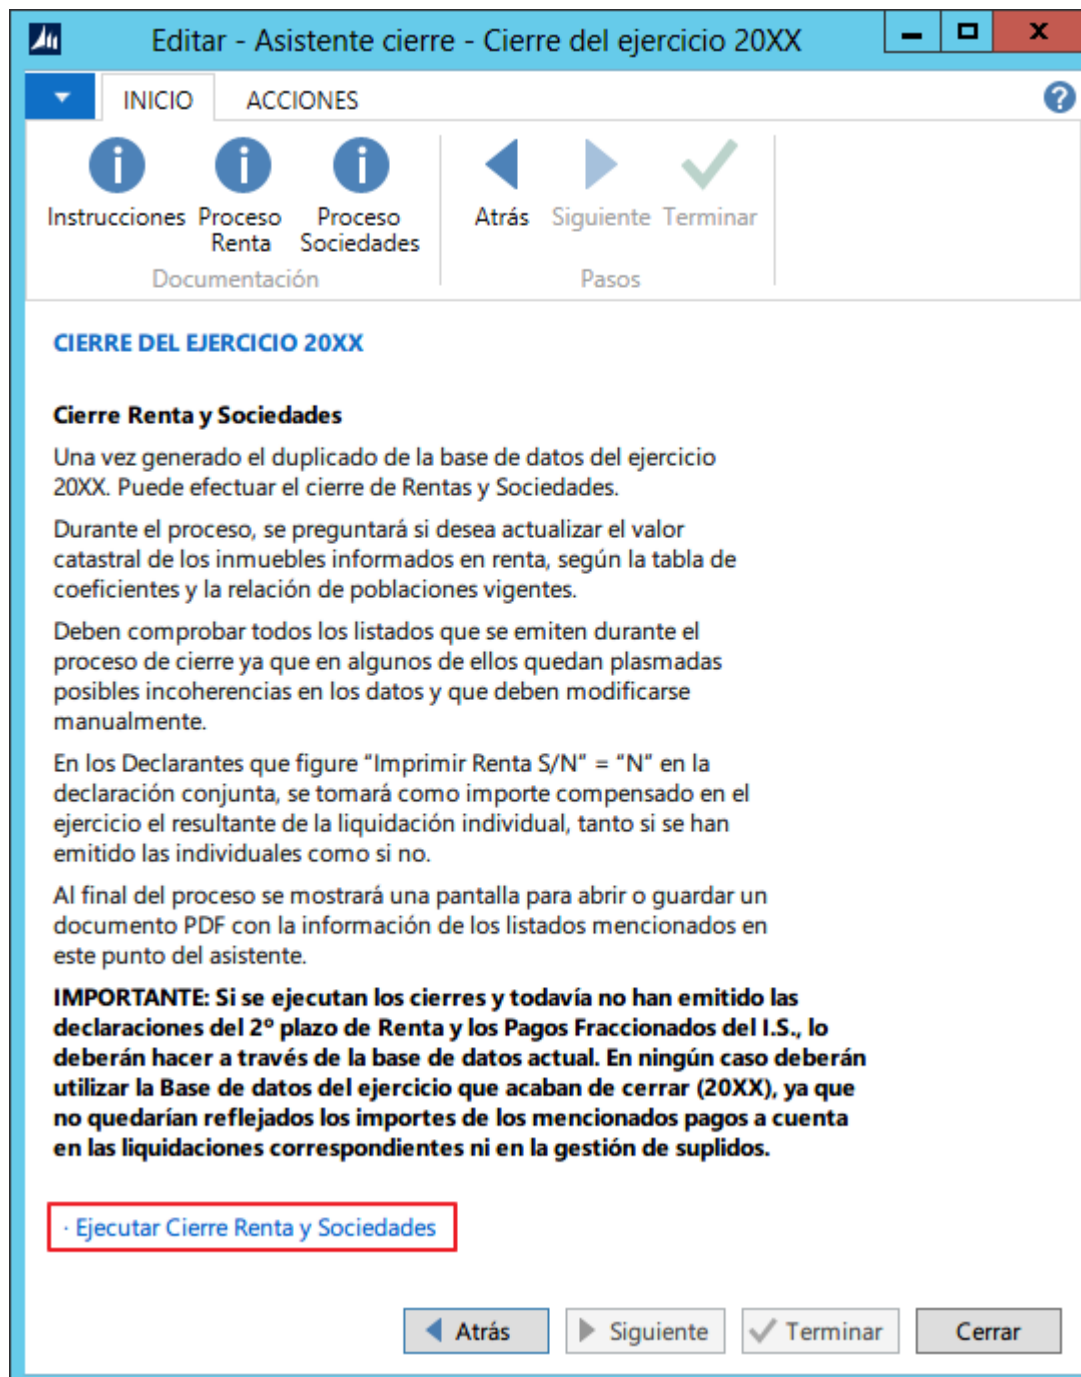 Editar - Asistente cierre - Cierre del ejercicio 20XX
INICIO ACCIONES
Instrucciones Proceso Renta Proceso Sociedades Atrás Siguiente Terminar
Documentación Pasos
CIERRE DEL EJERCICIO 20XX
Cierre Renta y Sociedades
Una vez generado el duplicado de la base de datos del ejercicio
20XX. Puede efectuar el cierre de Rentas y Sociedades.
Durante el proceso, se preguntará si desea actualizar el valor
catastral de los inmuebles informados en renta, según la tabla de
coeficientes y la relación de poblaciones vigentes.
Deben comprobar todos los listados que se emiten durante el
proceso de cierre ya que en algunos de ellos quedan plasmadas
posibles incoherencias en los datos y que deben modificarse
manualmente.
En los Declarantes que figure “Imprimir Renta S/N” = “N” en la
declaración conjunta, se tomará como importe compensado en el
ejercicio el resultante de la liquidación individual, tanto si se han
emitido las individuales como si no.
Al final del proceso se mostrará una pantalla para abrir o guardar un
documento PDF con la información de los listados mencionados en
este punto del asistente.
IMPORTANTE: Si se ejecutan los cierres y todavía no han emitido las
declaraciones del 2º plazo de Renta y los Pagos Fraccionados del I.S., lo
deberán hacer a través de la base de datos actual. En ningún caso deberán
utilizar la Base de datos del ejercicio que acaban de cerrar (20XX), ya que
no quedarían reflejados los importes de los mencionados pagos a cuenta
en las liquidaciones correspondientes ni en la gestión de suplidos.
· Ejecutar Cierre Renta y Sociedades
Atrás Siguiente Terminar Cerrar